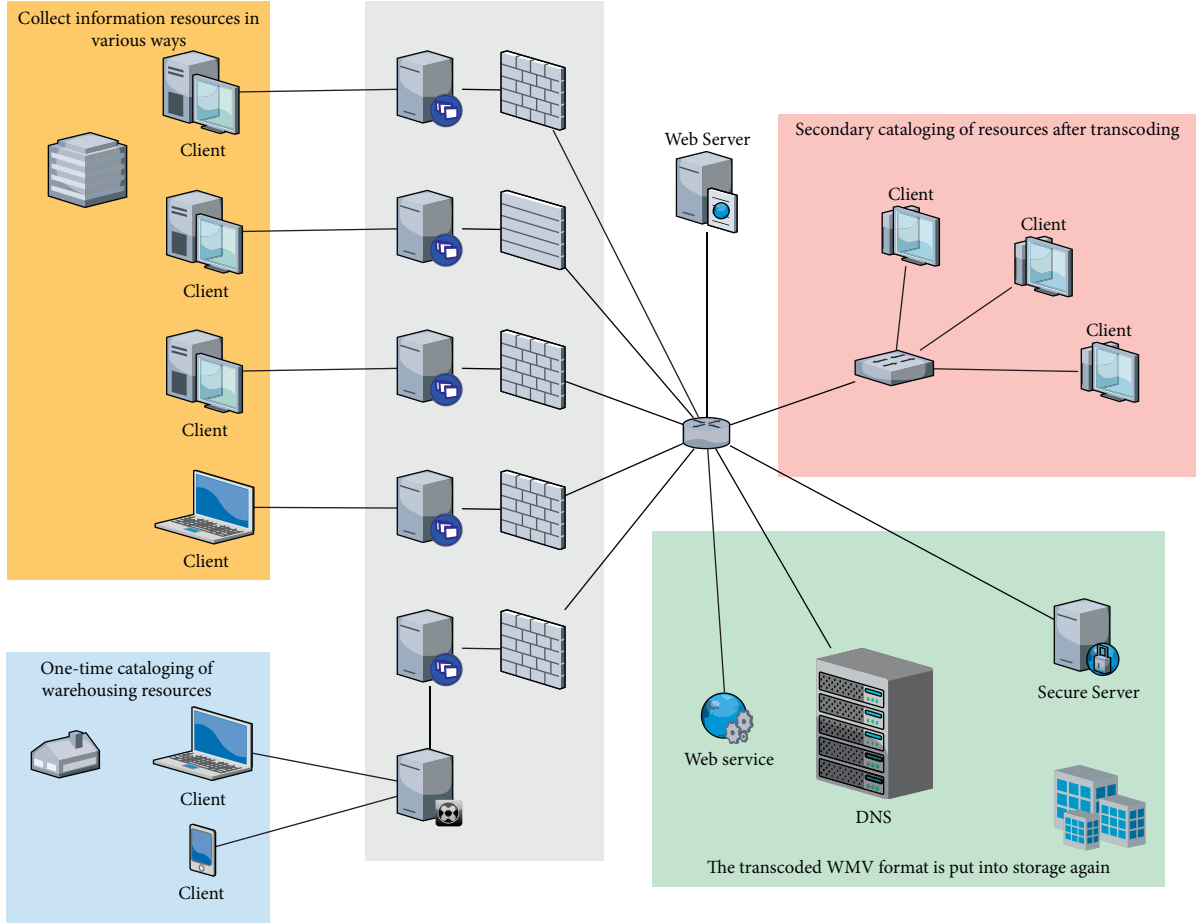 Collect information resources in
various ways
Client
Client
Client
Client
One-time cataloging of
warehousing resources
Client
Client
Web Server
Secondary cataloging of resources after transcoding
Client
Client
Client
Secure Server
Web service
DNS
The transcoded WMV format is put into storage again